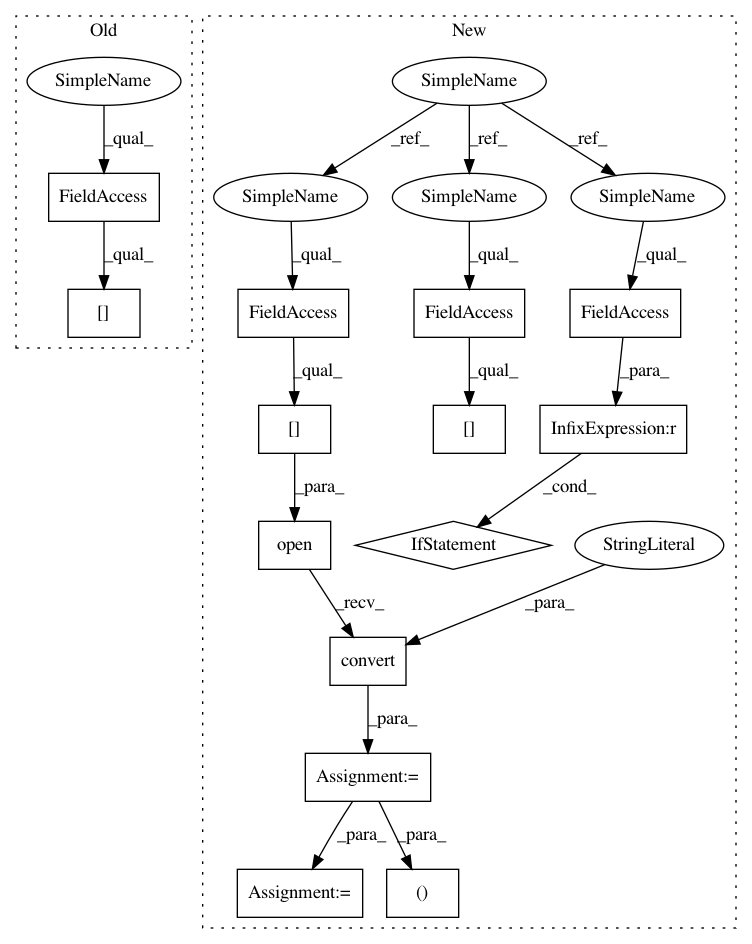 Old
New
SimpleName
SimpleName
_qual_
_ref_
_ref_
_ref_
FieldAccess
SimpleName
SimpleName
SimpleName
_qual_
_qual_
_qual_
_qual_
[]
FieldAccess
FieldAccess
FieldAccess
_qual_
_qual_
_para_
[]
[]
InfixExpression:r
_para_
_cond_
open
IfStatement
StringLiteral
_recv_
_para_
convert
_para_
Assignment:=
_para_
_para_
Assignment:=
()